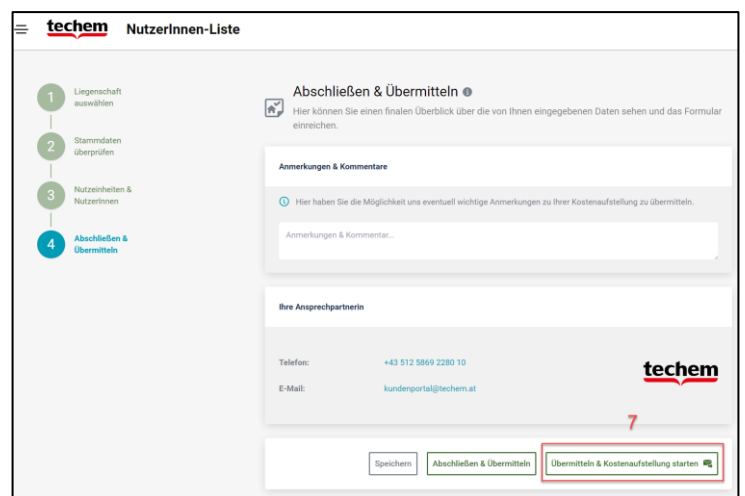 techem NutzerInnen-Liste
1 Liegenschaft
auswählen
2 Stammdaten
überprüfen
3 Nutzeinheiten &
NutzerInnen
4 Abschließen &
Übermitteln
Abschließen & Übermitteln
Hier können Sie einen finalen Überblick über die von Ihnen eingegebenen Daten sehen und das Formular
einreichen.
Anmerkungen & Kommentare
Hier haben Sie die Möglichkeit uns eventuell wichtige Anmerkungen zu Ihrer Kostenaufstellung zu übermitteln.
Anmerkungen & Kommentar...
Ihre Ansprechpartnerin
Telefon: +43 512 5869 2280 10
E-Mail: kundenportal@techem.at
techem
7
Speichern Abschließen & Übermitteln Übermitteln & Kostenaufstellung starten